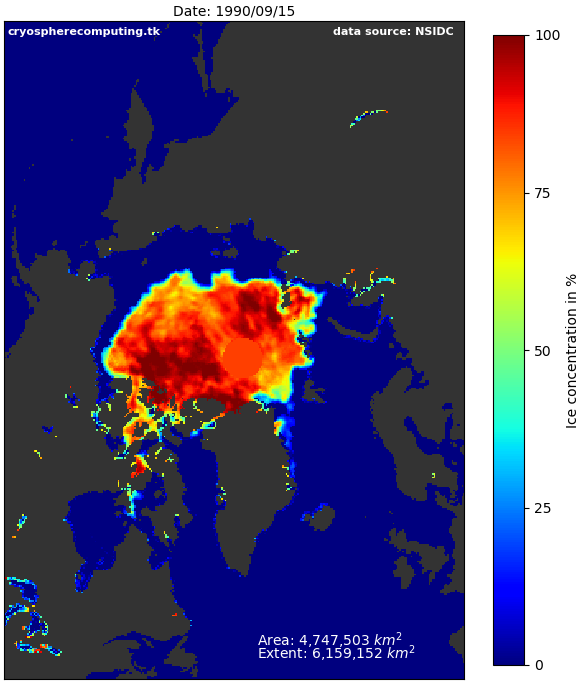 Date: 1990/09/15
cryospherecomputing.tk
data source: NSIDC
100
75
50
25
0
Ice concentration in %
Area: 4,747,503 km²
Extent: 6,159,152 km²